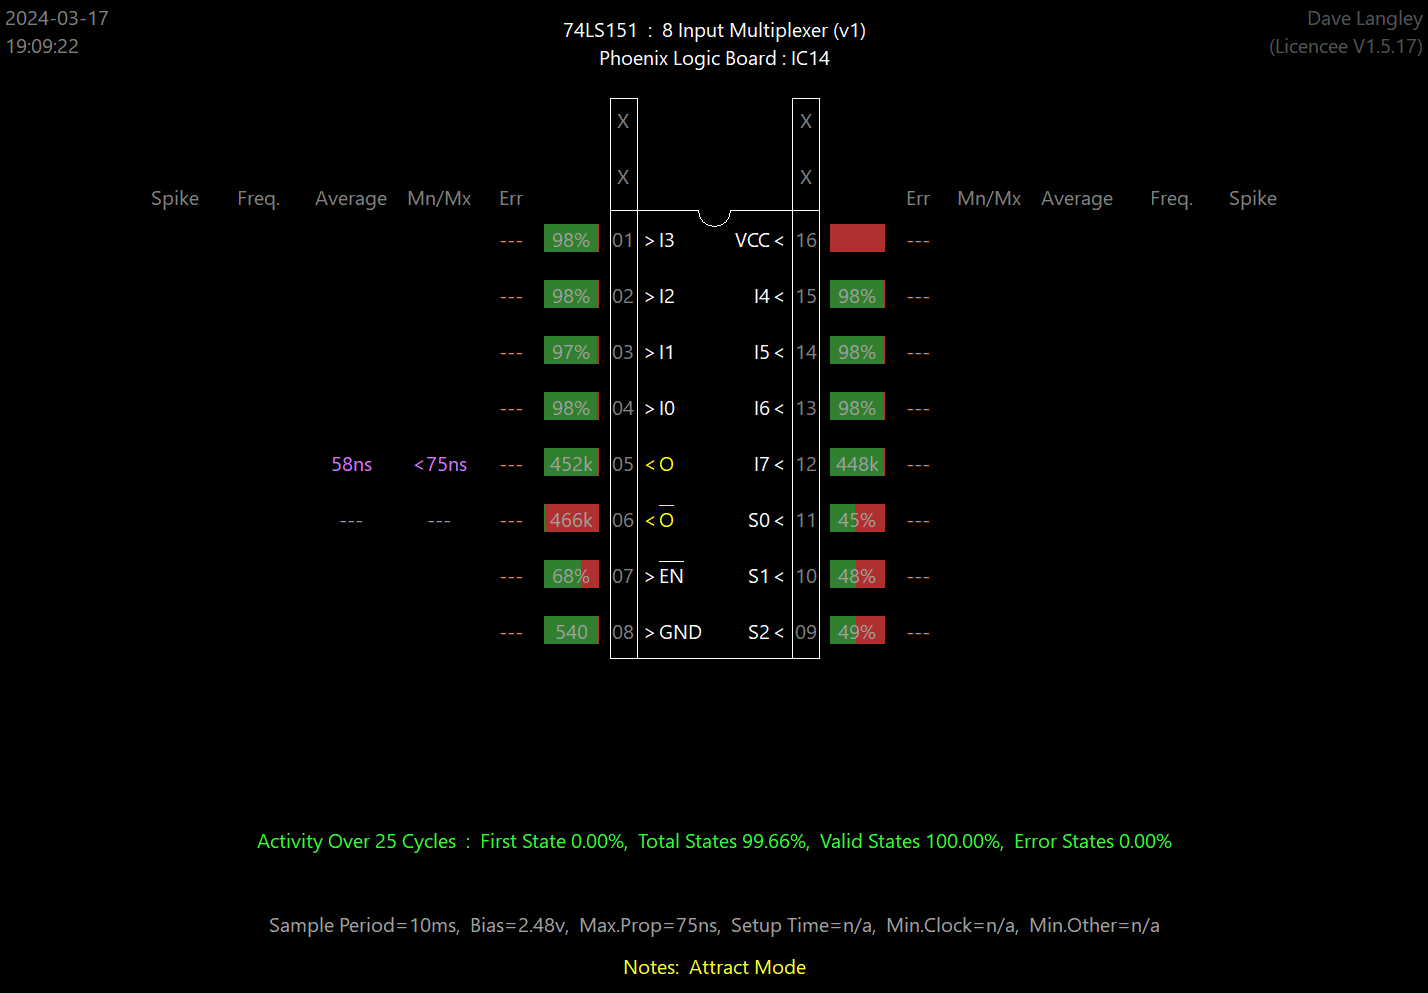 2024-03-17
19:09:22
74LS151 : 8 Input Multiplexer (v1)
Phoenix Logic Board : IC14
Dave Langley
(Licencee V1.5.17)
X X
X X
Spike Freq. Average Mn/Mx Err Err Mn/Mx Average Freq. Spike
--- 98% 01 > I3 VCC < 16 ---
--- 98% 02 > I2 I4 < 15 98% ---
--- 97% 03 > I1 I5 < 14 98% ---
--- 98% 04 > I0 I6 < 13 98% ---
58ns <75ns --- 452k 05 < O I7 < 12 448k ---
--- --- --- 466k 06 < O S0 < 11 45% ---
--- 68% 07 > EN S1 < 10 48% ---
--- 540 08 > GND S2 < 09 49% ---
Activity Over 25 Cycles : First State 0.00%, Total States 99.66%, Valid States 100.00%, Error States 0.00%
Sample Period=10ms, Bias=2.48v, Max.Prop=75ns, Setup Time=n/a, Min.Clock=n/a, Min.Other=n/a
Notes: Attract Mode